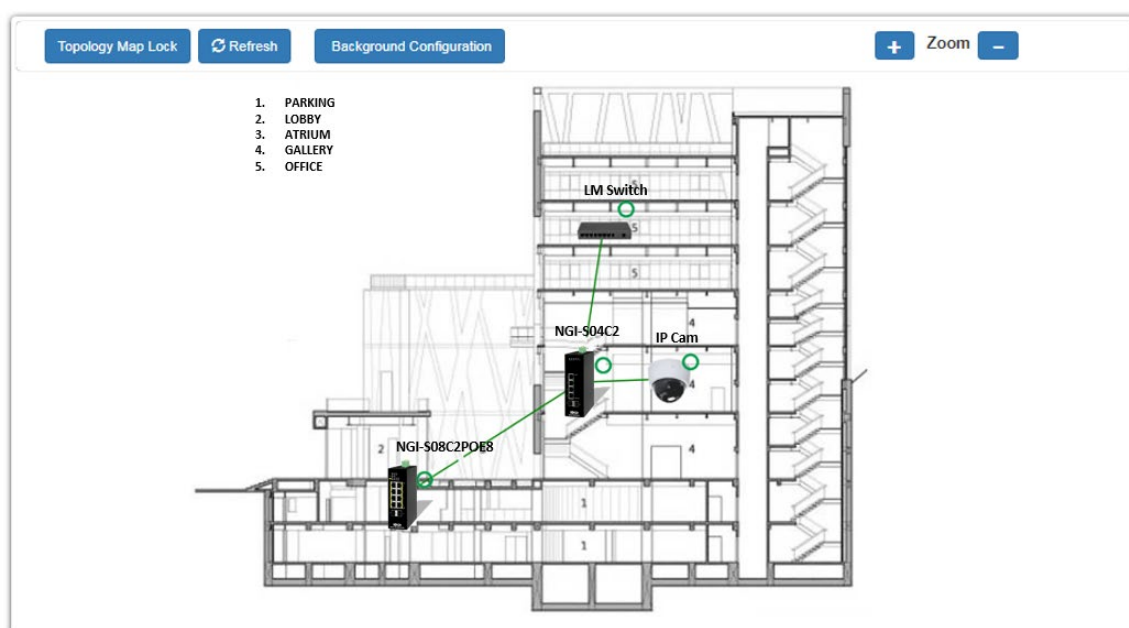 Topology Map Lock
Refresh
Background Configuration
+ Zoom −
1. PARKING
2. LOBBY
3. ATRIUM
4. GALLERY
5. OFFICE
5
LM Switch
5
5
4
NGI-S04C2
IP Cam
4
NGI-S08C2POE8
2
4
1
1